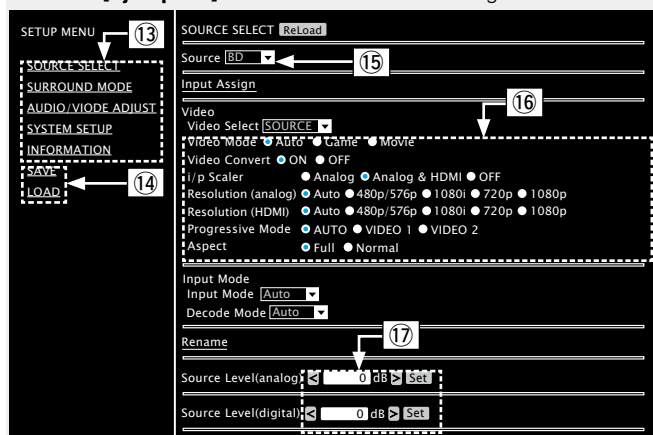 SETUP MENU
⑬
SOURCE SELECT
SURROUND MODE
AUDIO/VIODE ADJUST
SYSTEM SETUP
INFORMATION
SAVE
LOAD
⑭
SOURCE SELECT ReLoad
Source BD
⑮
Input Assign
⑯
Video
Video Select SOURCE
Video Mode Auto Game Movie
Video Convert ON OFF
i/p Scaler Analog Analog & HDMI OFF
Resolution (analog) Auto 480p/576p 1080i 720p 1080p
Resolution (HDMI) Auto 480p/576p 1080i 720p 1080p
Progressive Mode AUTO VIDEO 1 VIDEO 2
Aspect Full Normal
Input Mode
Input Mode Auto
Decode Mode Auto
Rename
⑰
Source Level(analog) < 0 dB > Set
Source Level(digital) < 0 dB > Set